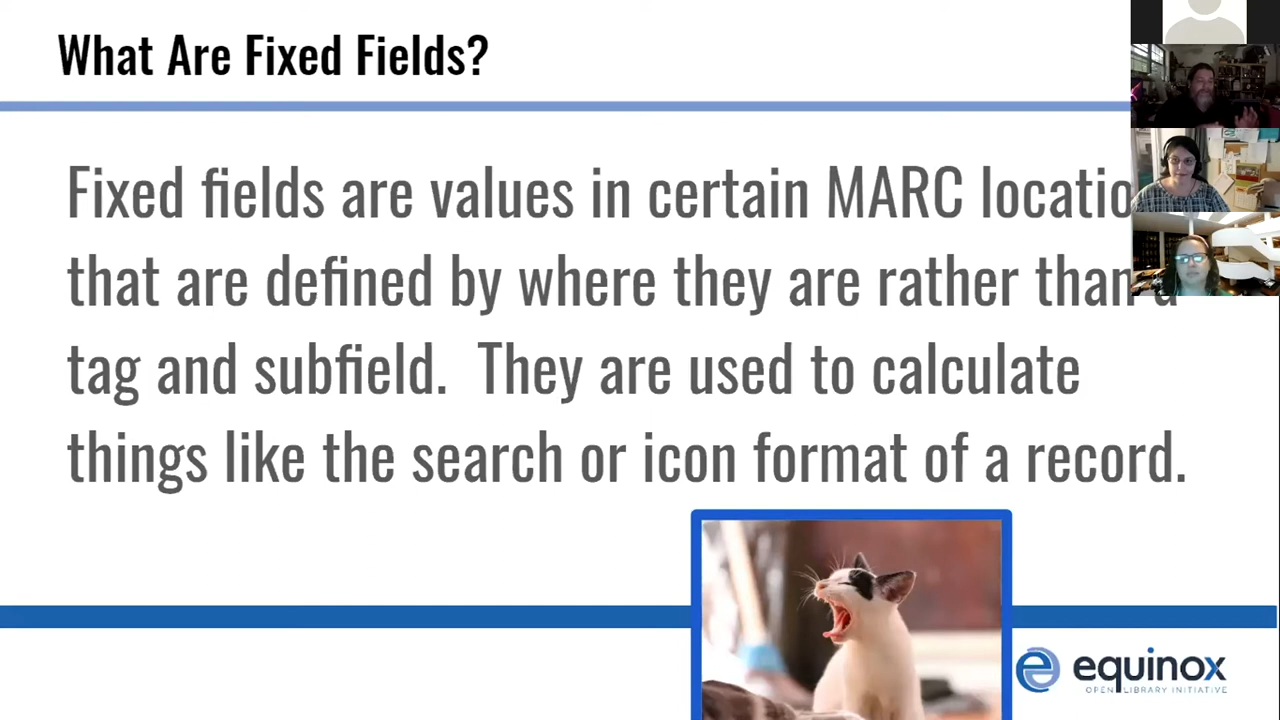 What Are Fixed Fields?
Fixed fields are values in certain MARC locatio
that are defined by where they are rather than a
tag and subfield. They are used to calculate
things like the search or icon format of a record.
equinox
OPEN LIBRARY INITIATIVE